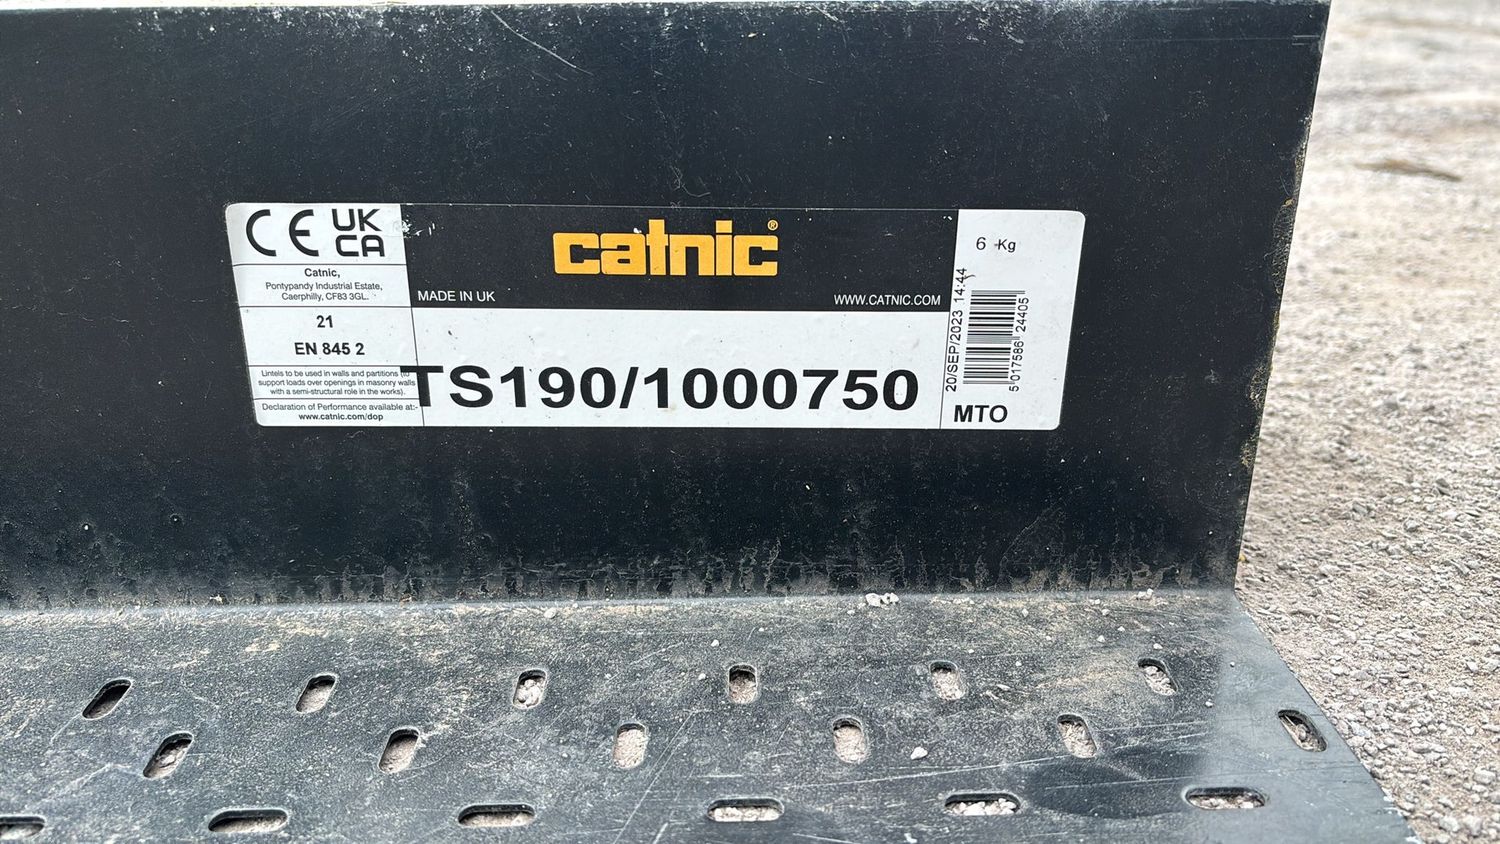 CE UK
CA
Catnic,
Pontypandy Industrial Estate,
Caerphilly, CF83 3GL.
21
EN 845 2
Lintels to be used in walls and partitions (to
support loads over openings in masonry walls
with a semi-structural role in the works).
Declaration of Performance available at:-
www.catnic.com/dop
catnic®
MADE IN UK
WWW.CATNIC.COM
TS190/1000750
6 Kg
20/SEP/2023 14:44
5 017586 24405
MTO